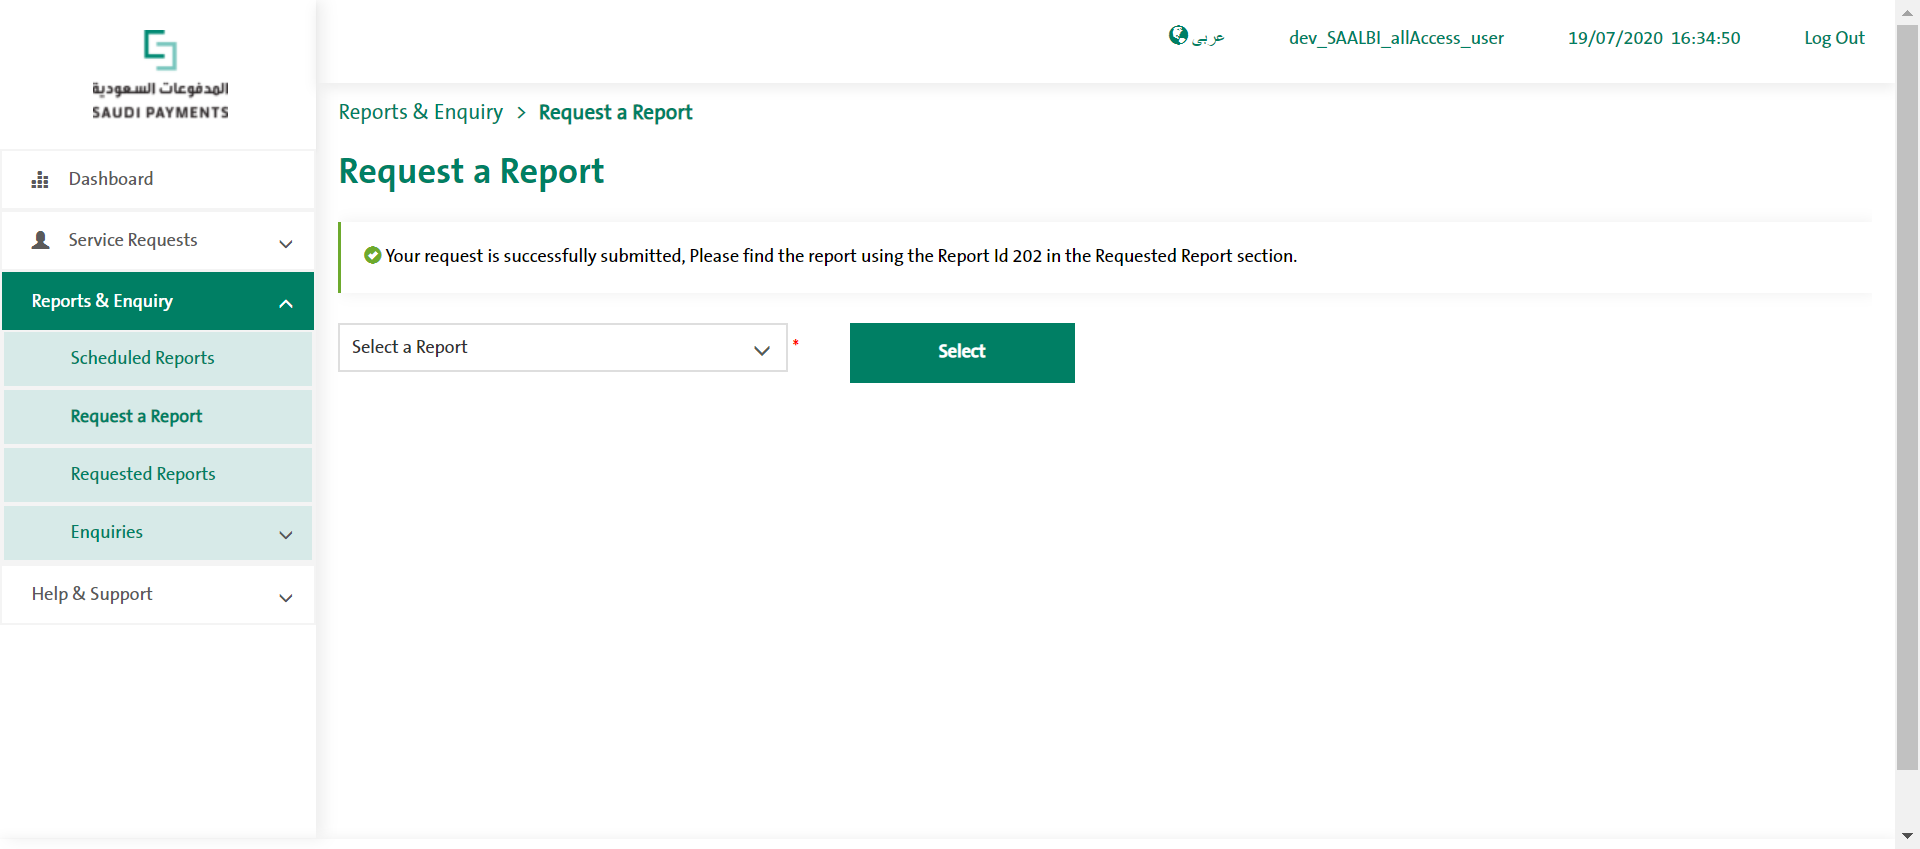 المدفوعات السعودية
SAUDI PAYMENTS
عربى
dev_SAALBI_allAccess_user
19/07/2020 16:34:50
Log Out
Dashboard
Service Requests
Reports & Enquiry
Scheduled Reports
Request a Report
Requested Reports
Enquiries
Help & Support
Reports & Enquiry > Request a Report
Request a Report
Your request is successfully submitted, Please find the report using the Report Id 202 in the Requested Report section.
Select a Report *
Select